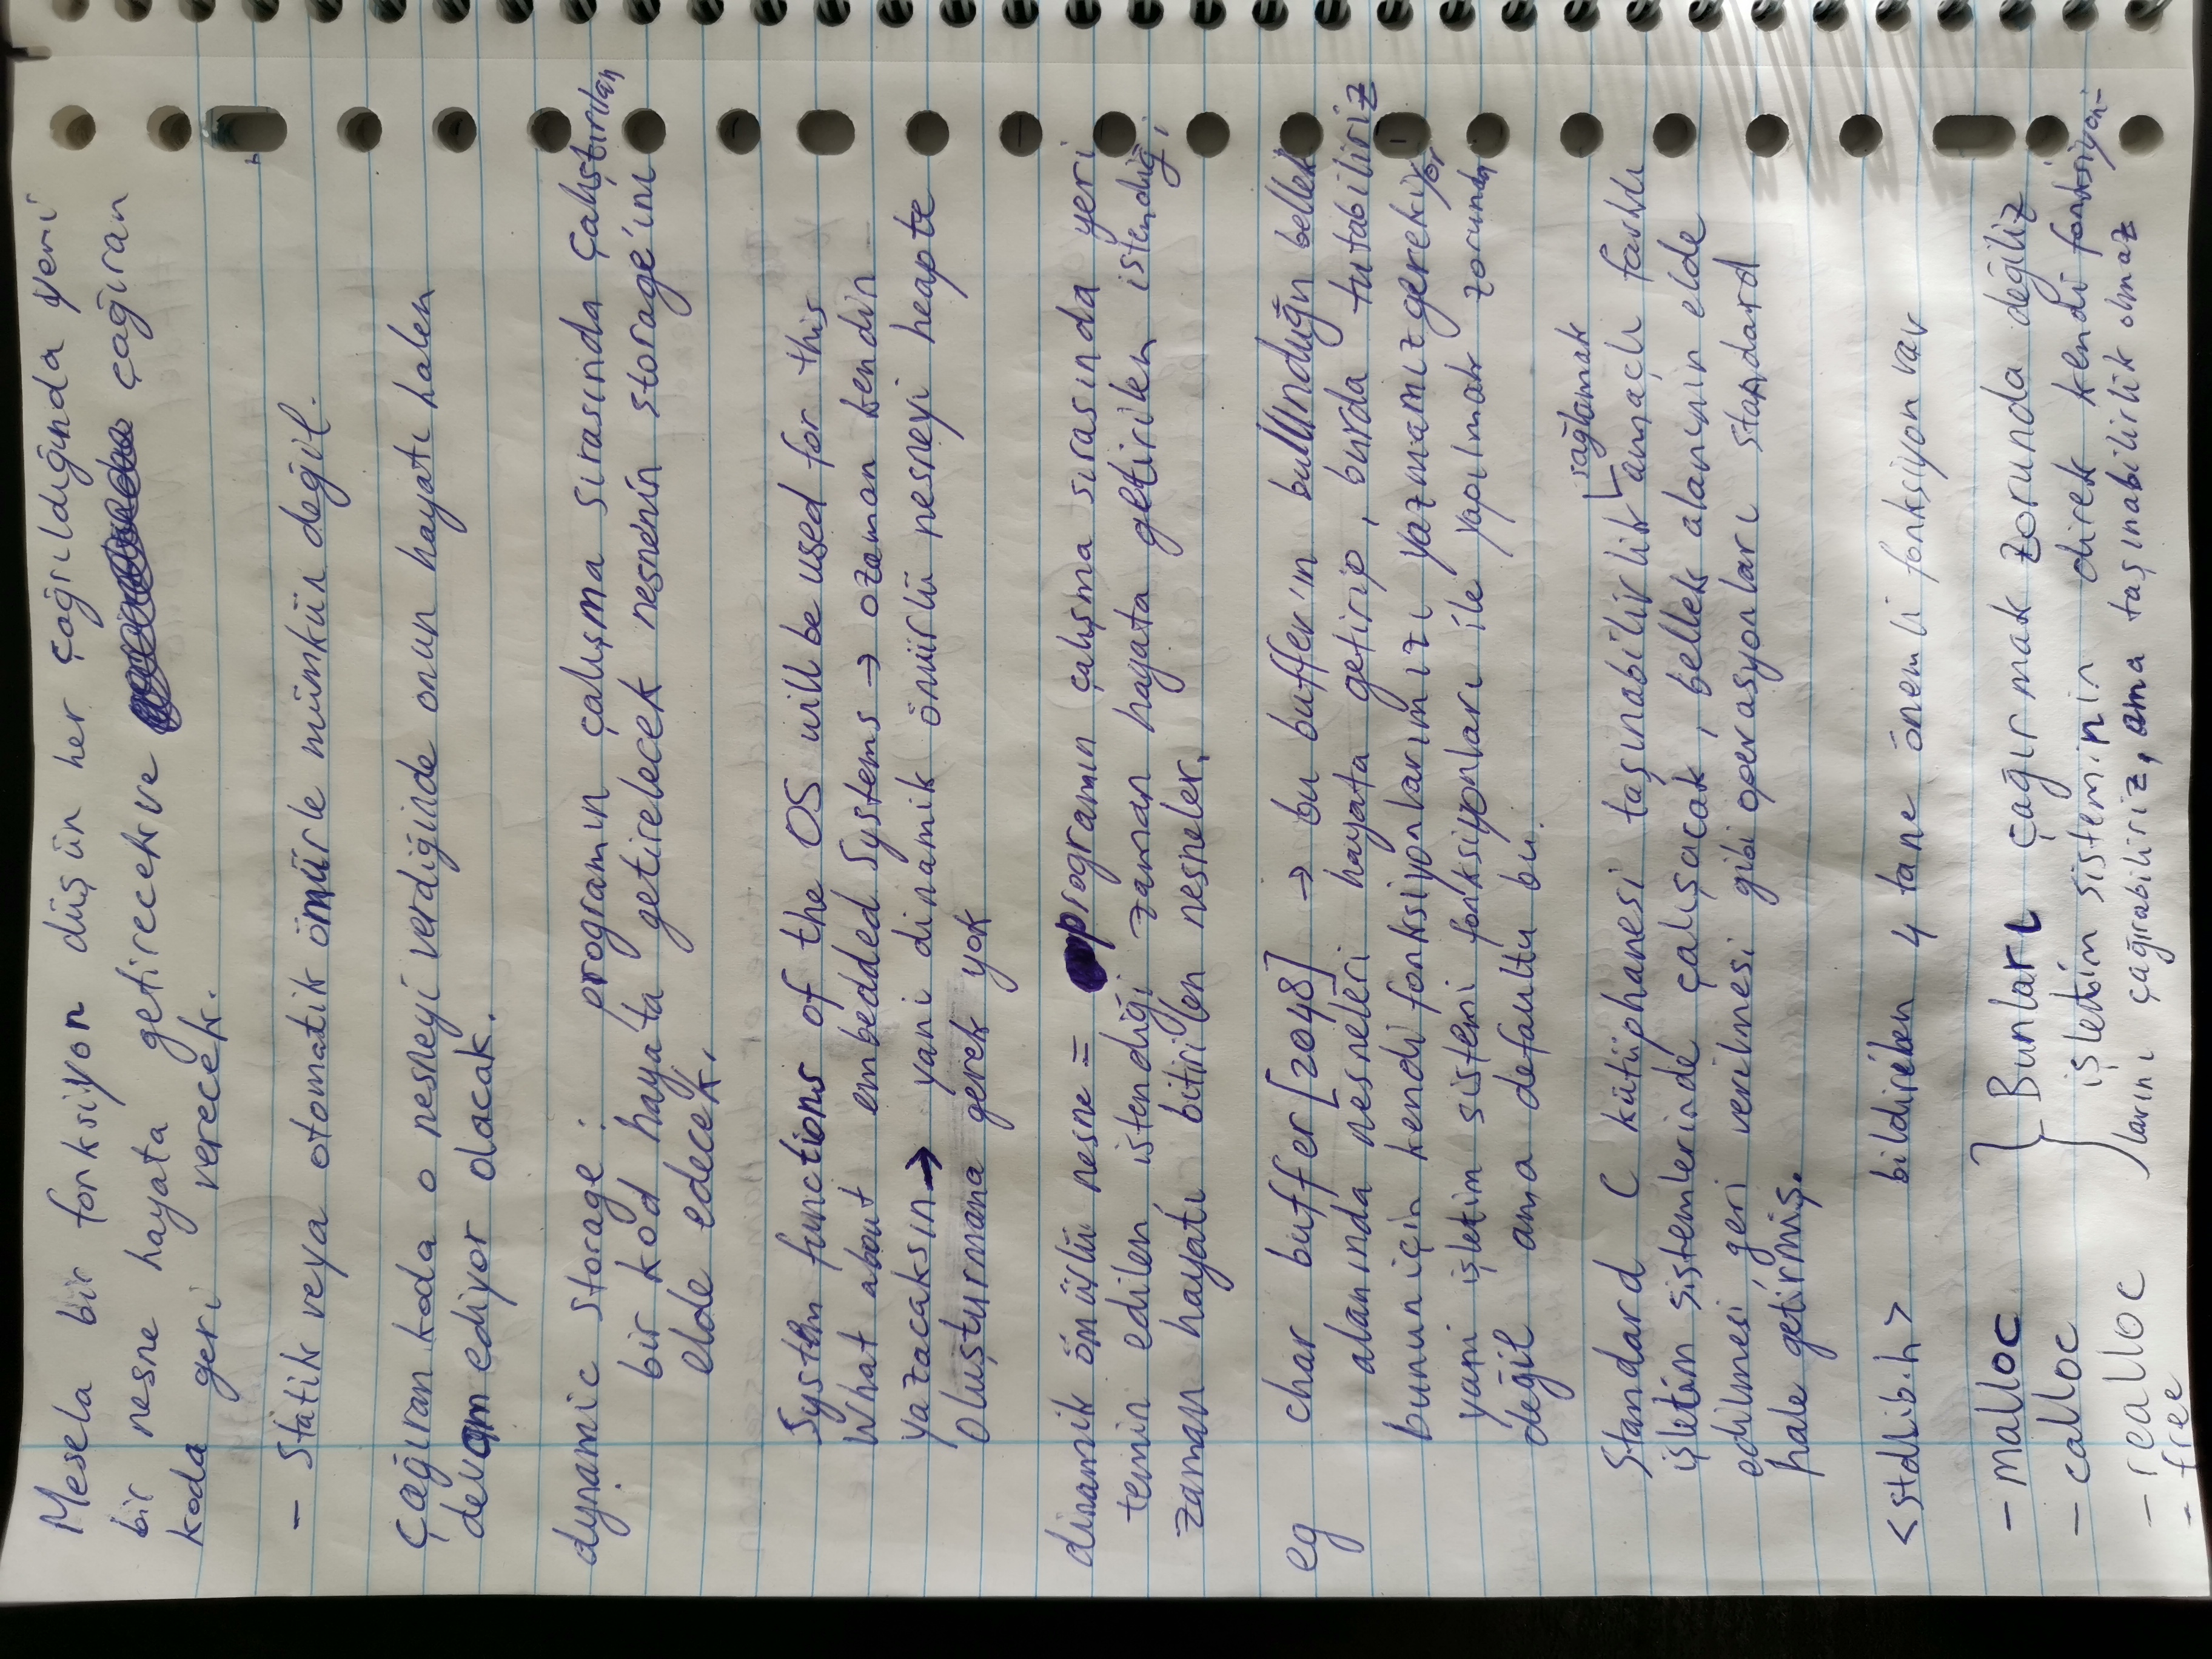 Mesela bir fonksiyon düşün her çağrıldığında yeni
bir nesne hayata getirecek ve çağıran
koda geri verecek.
- Statik veya otomatik ömürle mümkün değil.
Çağıran koda o nesneyi verdiğinde onun hayatı halen
devam ediyor olacak.
dynamic storage : programın çalışma sırasında çalıştırılan
bir kod hayata getirelecek nesne'nin storage'ını
elde edecek.
System functions of the OS will be used for this
What about embedded Systems → ozaman kendin
yazacaksın → yani dinamik ömürlü nesneyi heapte
oluşturmana gerek yok
dinamik ömürlü nesne = programın çalışma sırasında yeri
temin edilen, istendiği zaman hayata getirilen istendiği
zaman hayatı bitirilen nesneler.
eg char buffer[2048] → bu buffer'ın bulunduğu bellek
alanında nesneleri hayata getirip, burda tutabiliriz
bunun için kendi fonksiyonlarımızı yazmamız gerekiyor
yani işletim sistemi fonksiyonları ile yapılmak zorunda
değil ama defaultu bu.
sağlamak
Standard C kütüphanesi taşınabilirlik amaçlı farklı
işletim sistemlerinde çalışacak, bellek alanının elde
edilmesi, geri verilmesi gibi operasyonları standard
hale getirmiş.
<stdlib.h> bildirilen 4 tane önemli fonksiyon var
- malloc Bunları çağırmak zorunda değiliz
- calloc işletim sisteminin direk kendi fonksiyon-
- realloc larını çağırabiliriz, ama taşınabilirlik olmaz
- free